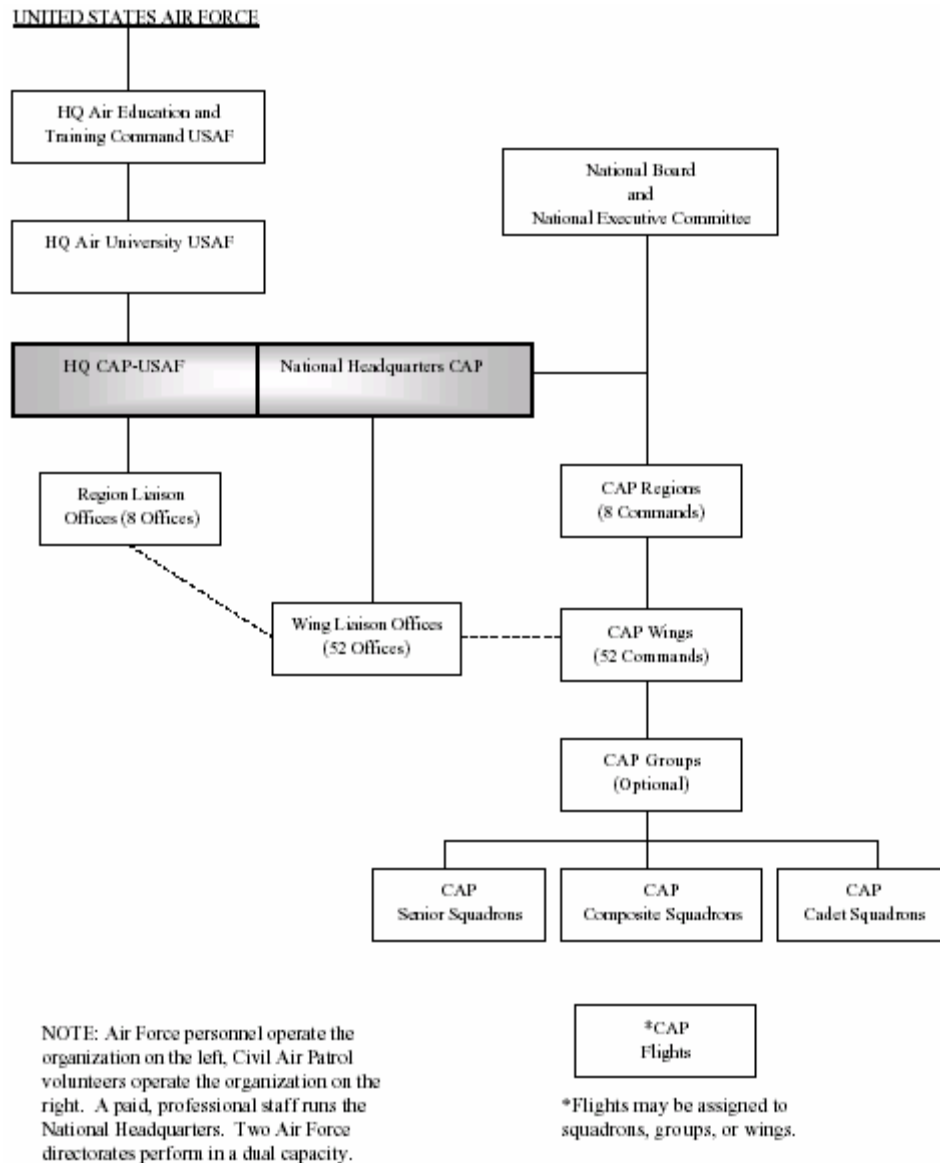 UNITED STATES AIR FORCE
HQ Air Education and
Training Command USAF
National Board
and
National Executive Committee
HQ Air University USAF
HQ CAP-USAF
National Headquarters CAP
Region Liaison
Offices (8 Offices)
CAP Regions
(8 Commands)
Wing Liaison Offices
(52 Offices)
CAP Wings
(52 Commands)
CAP Groups
(Optional)
CAP
Senior Squadrons
CAP
Composite Squadrons
CAP
Cadet Squadrons
*CAP
Flights
NOTE: Air Force personnel operate the
organization on the left, Civil Air Patrol
volunteers operate the organization on the
right. A paid, professional staff runs the
National Headquarters. Two Air Force
directorates perform in a dual capacity.
*Flights may be assigned to
squadrons, groups, or wings.